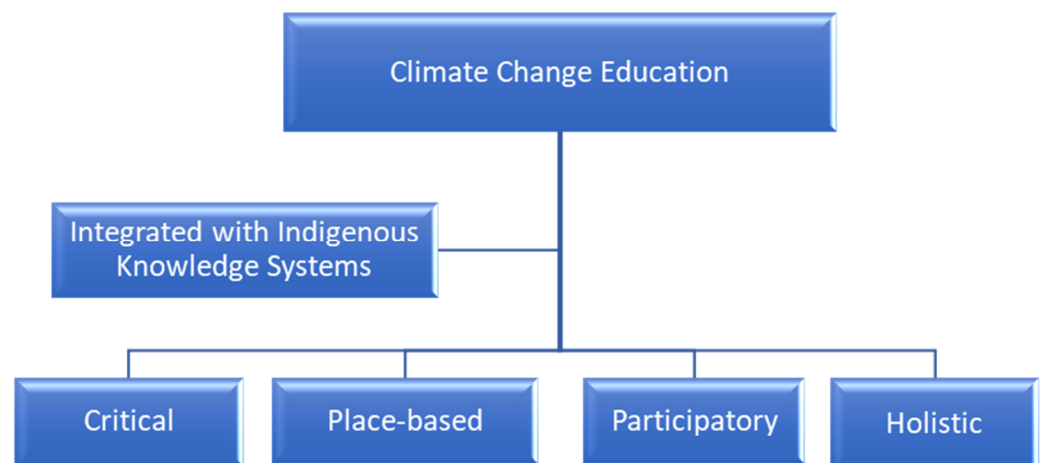 Climate Change Education
Integrated with Indigenous
Knowledge Systems
Critical
Place-based
Participatory
Holistic